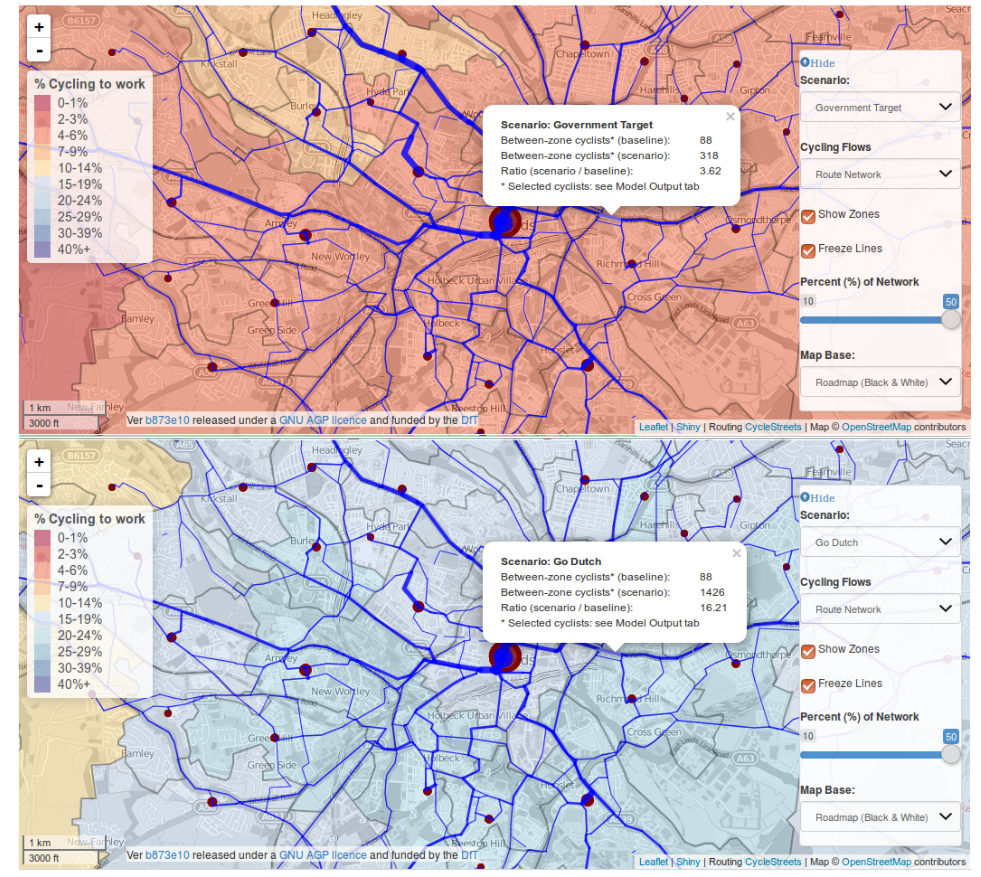 B6157
Headingley
Harehills Lane
Seacr
+
-
Kirkstall
Chapeltown
Fearnville
Hide
% Cycling to work
0-1%
2-3%
4-6%
7-9%
10-14%
15-19%
20-24%
25-29%
30-39%
40%+
Hyde Park
Harehills
Gipton
Burley
Scenario:
Government Target
Cycling Flows
Route Network
Show Zones
Freeze Lines
Percent (%) of Network
10
50
Map Base:
Roadmap (Black & White)
×
Scenario: Government Target
Between-zone cyclists* (baseline): 88
Between-zone cyclists* (scenario): 318
Ratio (scenario / baseline): 3.62
* Selected cyclists: see Model Output tab
Armley
ds
Osmondthorpe
New Wortley
Richmond Hill
Holbeck Urban Village
Cross Green
Green Side
Holbeck
A63
Farnley
Hunslet
Beeston Hill
New Farnley
1 km
3000 ft
Ver b873e10 released under a GNU AGP licence and funded by the DfT
Leaflet | Shiny | Routing CycleStreets | Map © OpenStreetMap contributors
B6157
A65
Headingley
Seacr
+
-
Kirkstall
Chapeltown
Fearnville
Hide
% Cycling to work
0-1%
2-3%
4-6%
7-9%
10-14%
15-19%
20-24%
25-29%
30-39%
40%+
Hyde Park
Harehills
Gipton
Burley
Scenario:
Go Dutch
Cycling Flows
Route Network
Show Zones
Freeze Lines
Percent (%) of Network
10
50
Map Base:
Roadmap (Black & White)
×
Scenario: Go Dutch
Between-zone cyclists* (baseline): 88
Between-zone cyclists* (scenario): 1426
Ratio (scenario / baseline): 16.21
* Selected cyclists: see Model Output tab
Armley
ds
Osmondthorpe
New Wortley
Richmond Hill
Holbeck Urban Village
Cross Green
Green Side
Holbeck
A63
Farnley
Hunslet
Beeston Hill
New Farnley
1 km
3000 ft
Ver b873e10 released under a GNU AGP licence and funded by the DfT
Leaflet | Shiny | Routing CycleStreets | Map © OpenStreetMap contributors